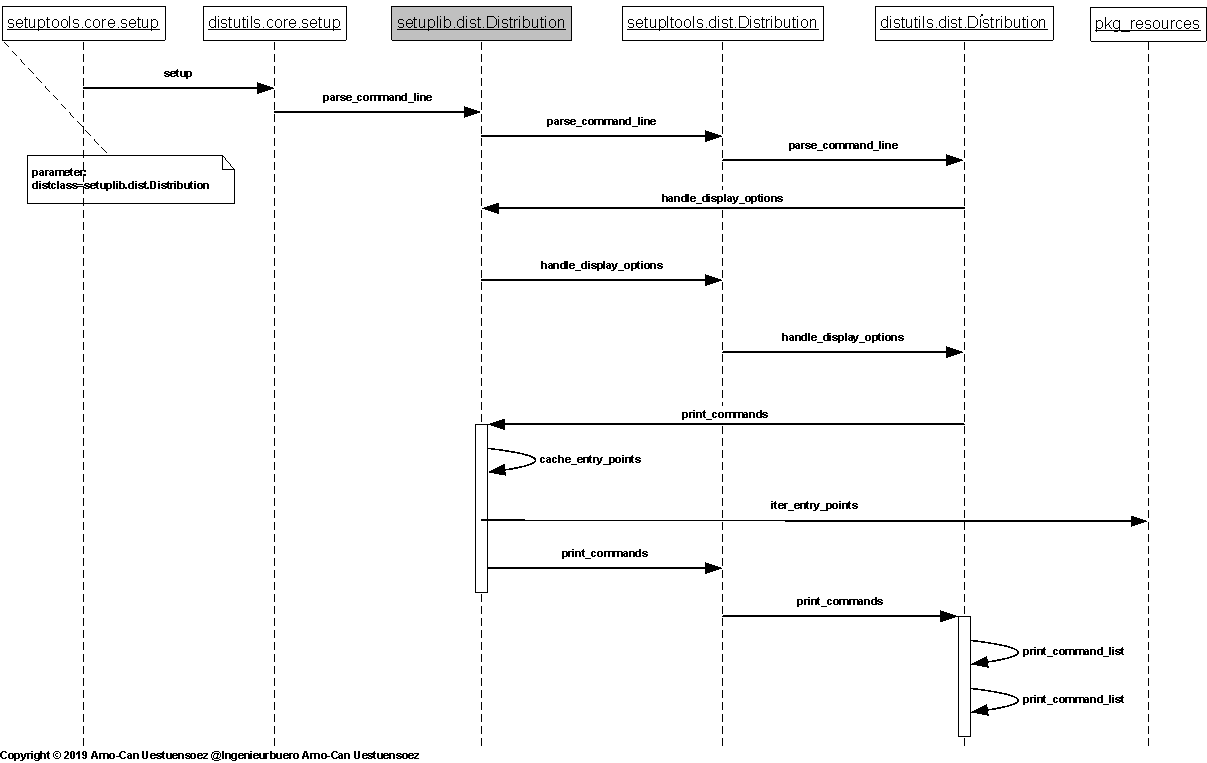 setuptools.core.setup
distutils.core.setup
setuplib.dist.Distribution
setupltools.dist.Distribution
distutils.dist.Distribution
pkg_resources
setup
parse_command_line
parse_command_line
parse_command_line
parameter:
distclass=setuplib.dist.Distribution
handle_display_options
handle_display_options
handle_display_options
print_commands
cache_entry_points
iter_entry_points
print_commands
print_commands
print_command_list
print_command_list
Copyright © 2019 Arno-Can Uestuensoez @Ingenieurbuero Arno-Can Uestuensoez